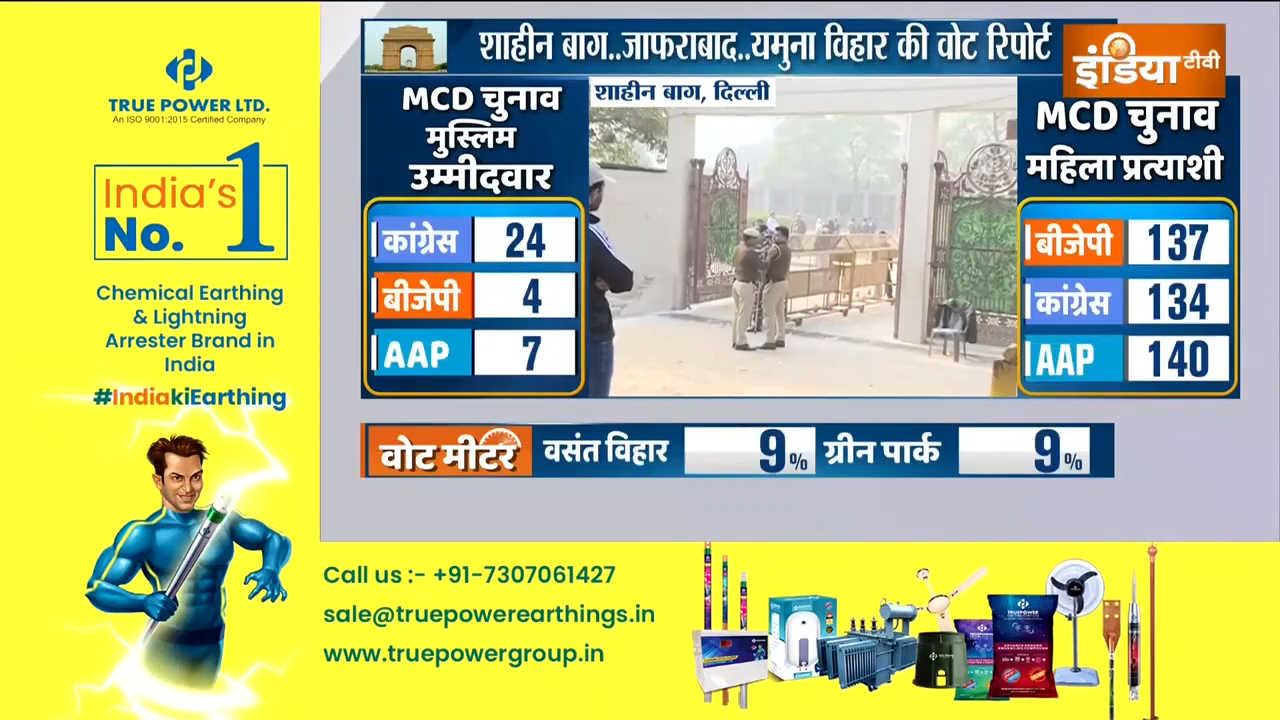 TRUE POWER LTD.
An ISO 9001:2015 Certified Company
India's
No. 1
Chemical Earthing
& Lightning
Arrester Brand in
India
#IndiakiEarthing
शाहीन बाग..जाफराबाद..यमुना विहार की वोट रिपोर्ट
इंडिया टीवी
MCD चुनाव
मुस्लिम
उम्मीदवार
कांग्रेस 24
बीजेपी 4
AAP 7
शाहीन बाग, दिल्ली
MCD चुनाव
महिला प्रत्याशी
बीजेपी 137
कांग्रेस 134
AAP 140
वोट मीटर वसंत विहार 9% ग्रीन पार्क 9%
Call us :- +91-7307061427
sale@truepowerearthings.in
www.truepowergroup.in